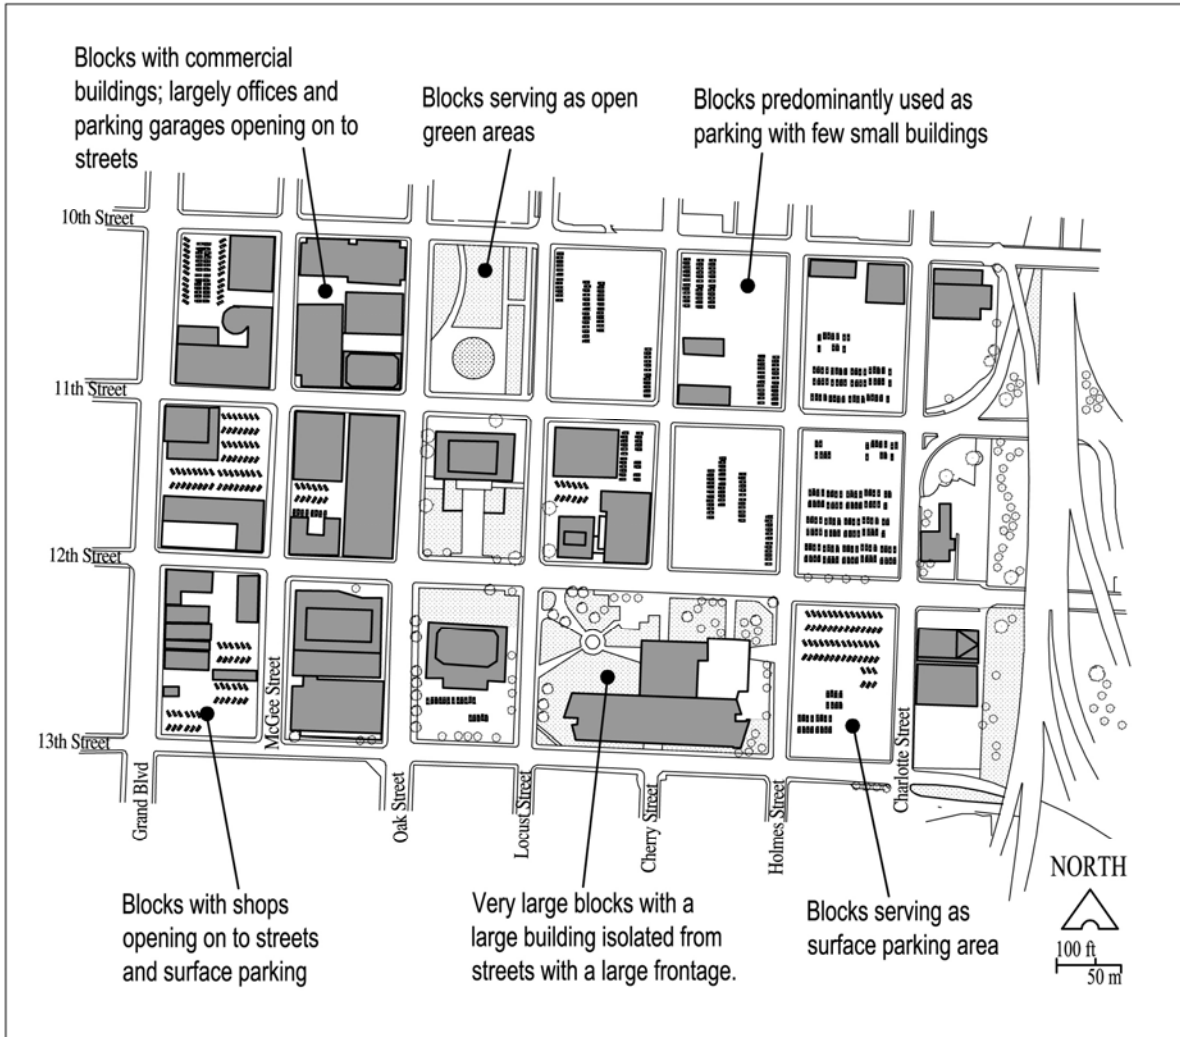 Blocks with commercial
buildings; largely offices and
parking garages opening on to
streets
Blocks serving as open
green areas
Blocks predominantly used as
parking with few small buildings
10th Street
11th Street
12th Street
13th Street
Grand Blvd
McGee Street
Oak Street
Locust Street
Cherry Street
Holmes Street
Charlotte Street
Blocks with shops
opening on to streets
and surface parking
Very large blocks with a
large building isolated from
streets with a large frontage.
Blocks serving as
surface parking area
NORTH
100 ft
50 m